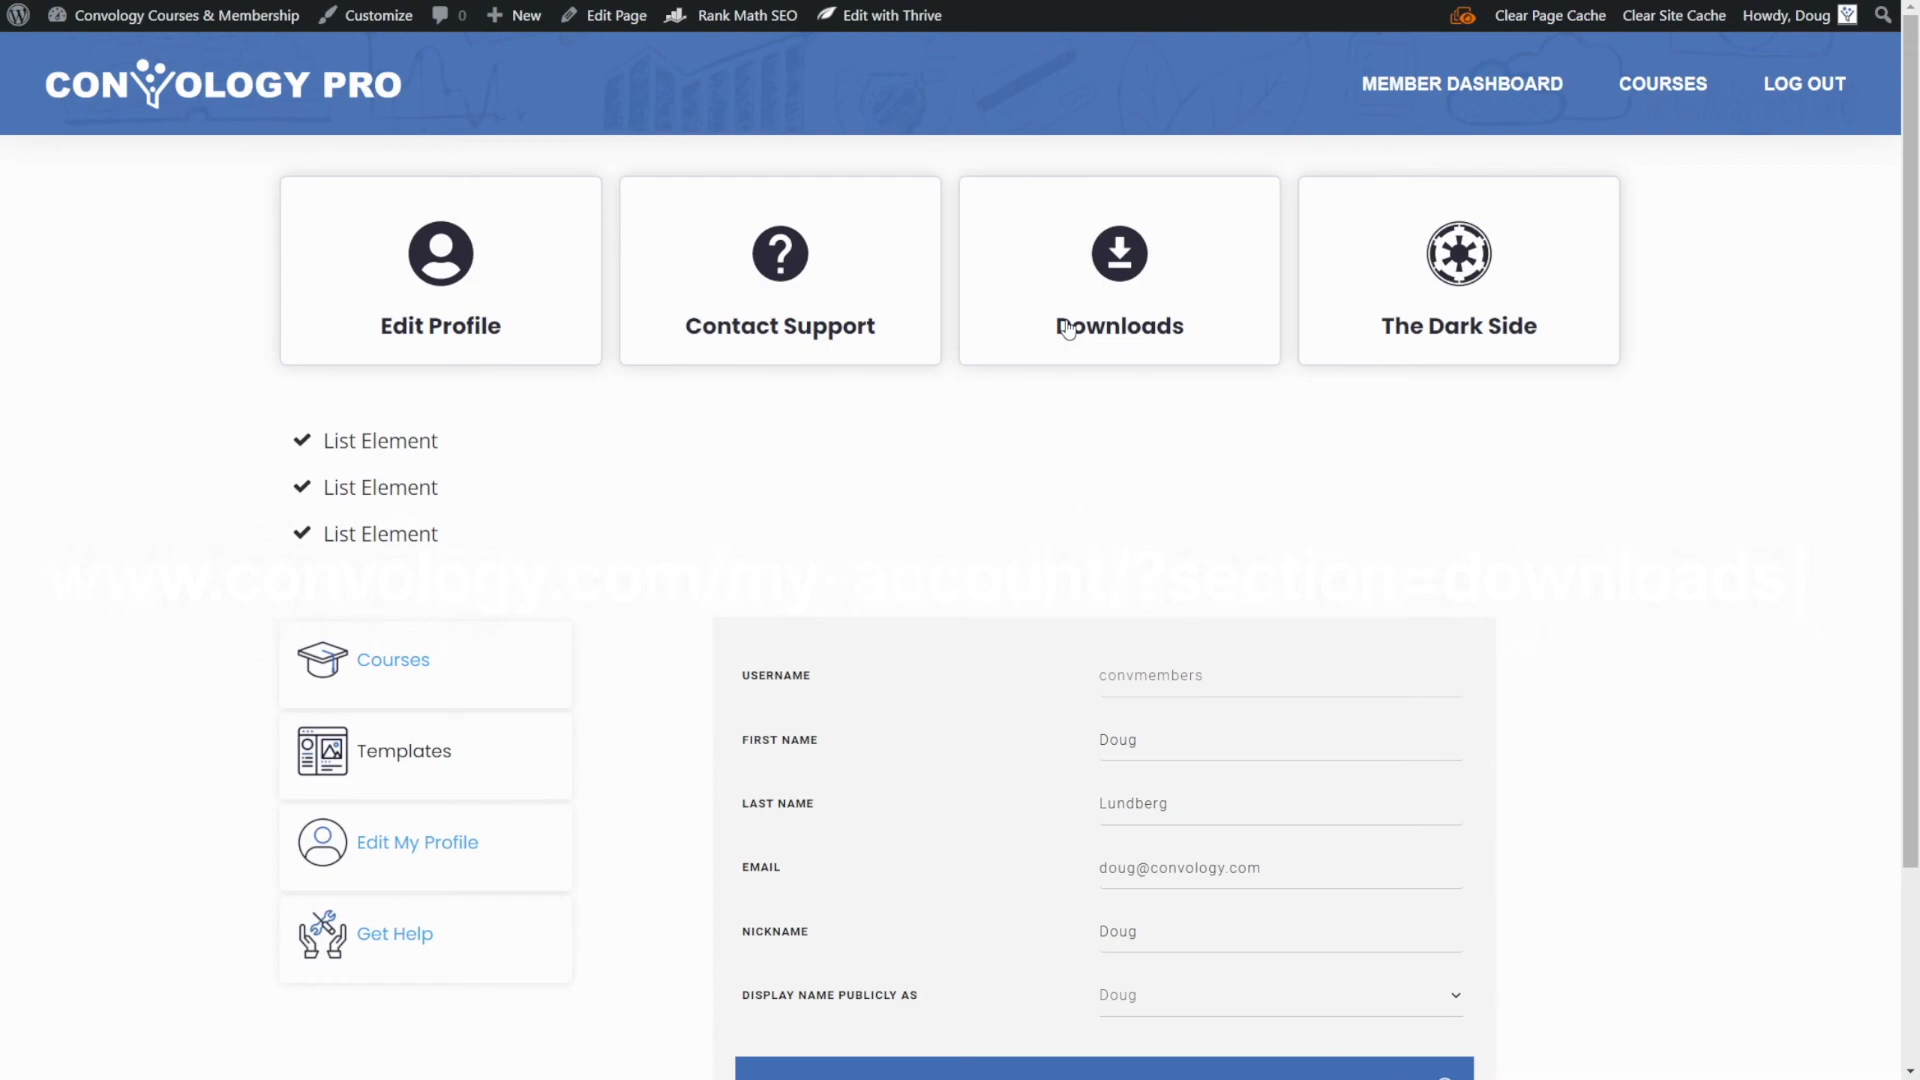 Convology Courses & Membership Customize 0 New Edit Page Rank Math SEO Edit with Thrive Clear Page Cache Clear Site Cache Howdy, Doug
CONVOLOGY PRO MEMBER DASHBOARD COURSES LOG OUT
Edit Profile Contact Support Downloads The Dark Side
List Element
List Element
List Element
www.convology.com/my-account/?section=downloads|
Courses
Templates
Edit My Profile
Get Help
USERNAME convmembers
FIRST NAME Doug
LAST NAME Lundberg
EMAIL doug@convology.com
NICKNAME Doug
DISPLAY NAME PUBLICLY AS Doug